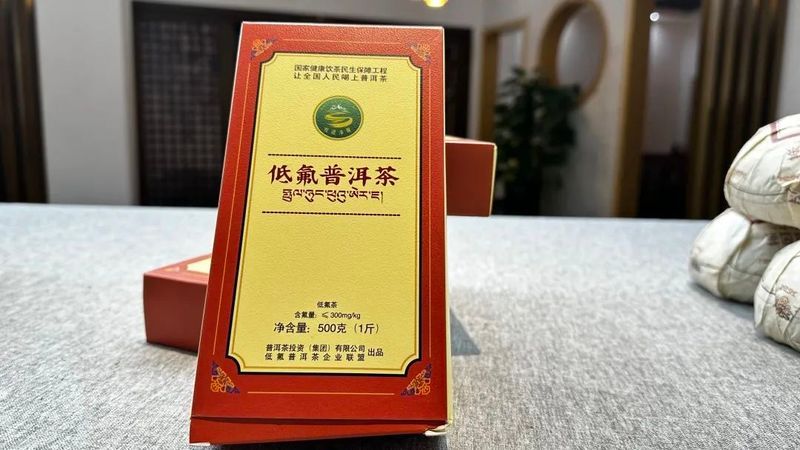 国家健康饮茶民生保障工程
让全国人民喝上普洱茶
低氟普洱茶
低氟茶
含氟量：≤300mg/kg
净含量：500克（1斤）
普洱茶投资（集团）有限公司
低氟普洱茶企业联盟
出品